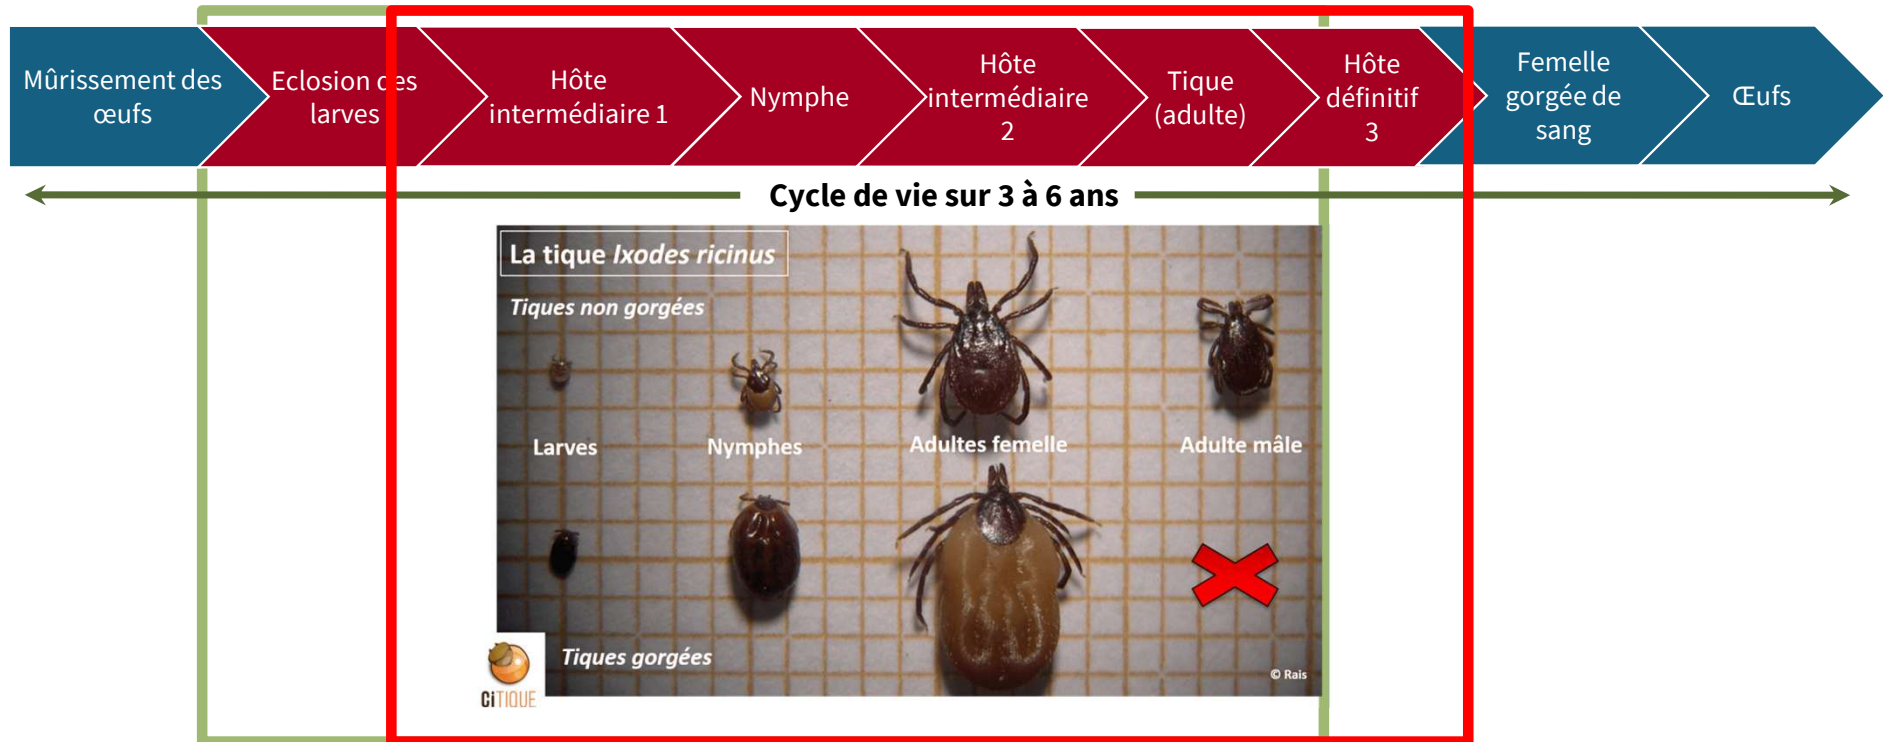 Mûrissement des
œufs
Eclosion des
larves
Hôte
intermédiaire 1
Nymphe
Hôte
intermédiaire
2
Tique
(adulte)
Hôte
définitif
3
Femelle
gorgée de
sang
Œufs
Cycle de vie sur 3 à 6 ans
La tique Ixodes ricinus
Tiques non gorgées
Larves
Nymphes
Adultes femelle
Adulte mâle
Tiques gorgées
© Rais
CiTIQUE